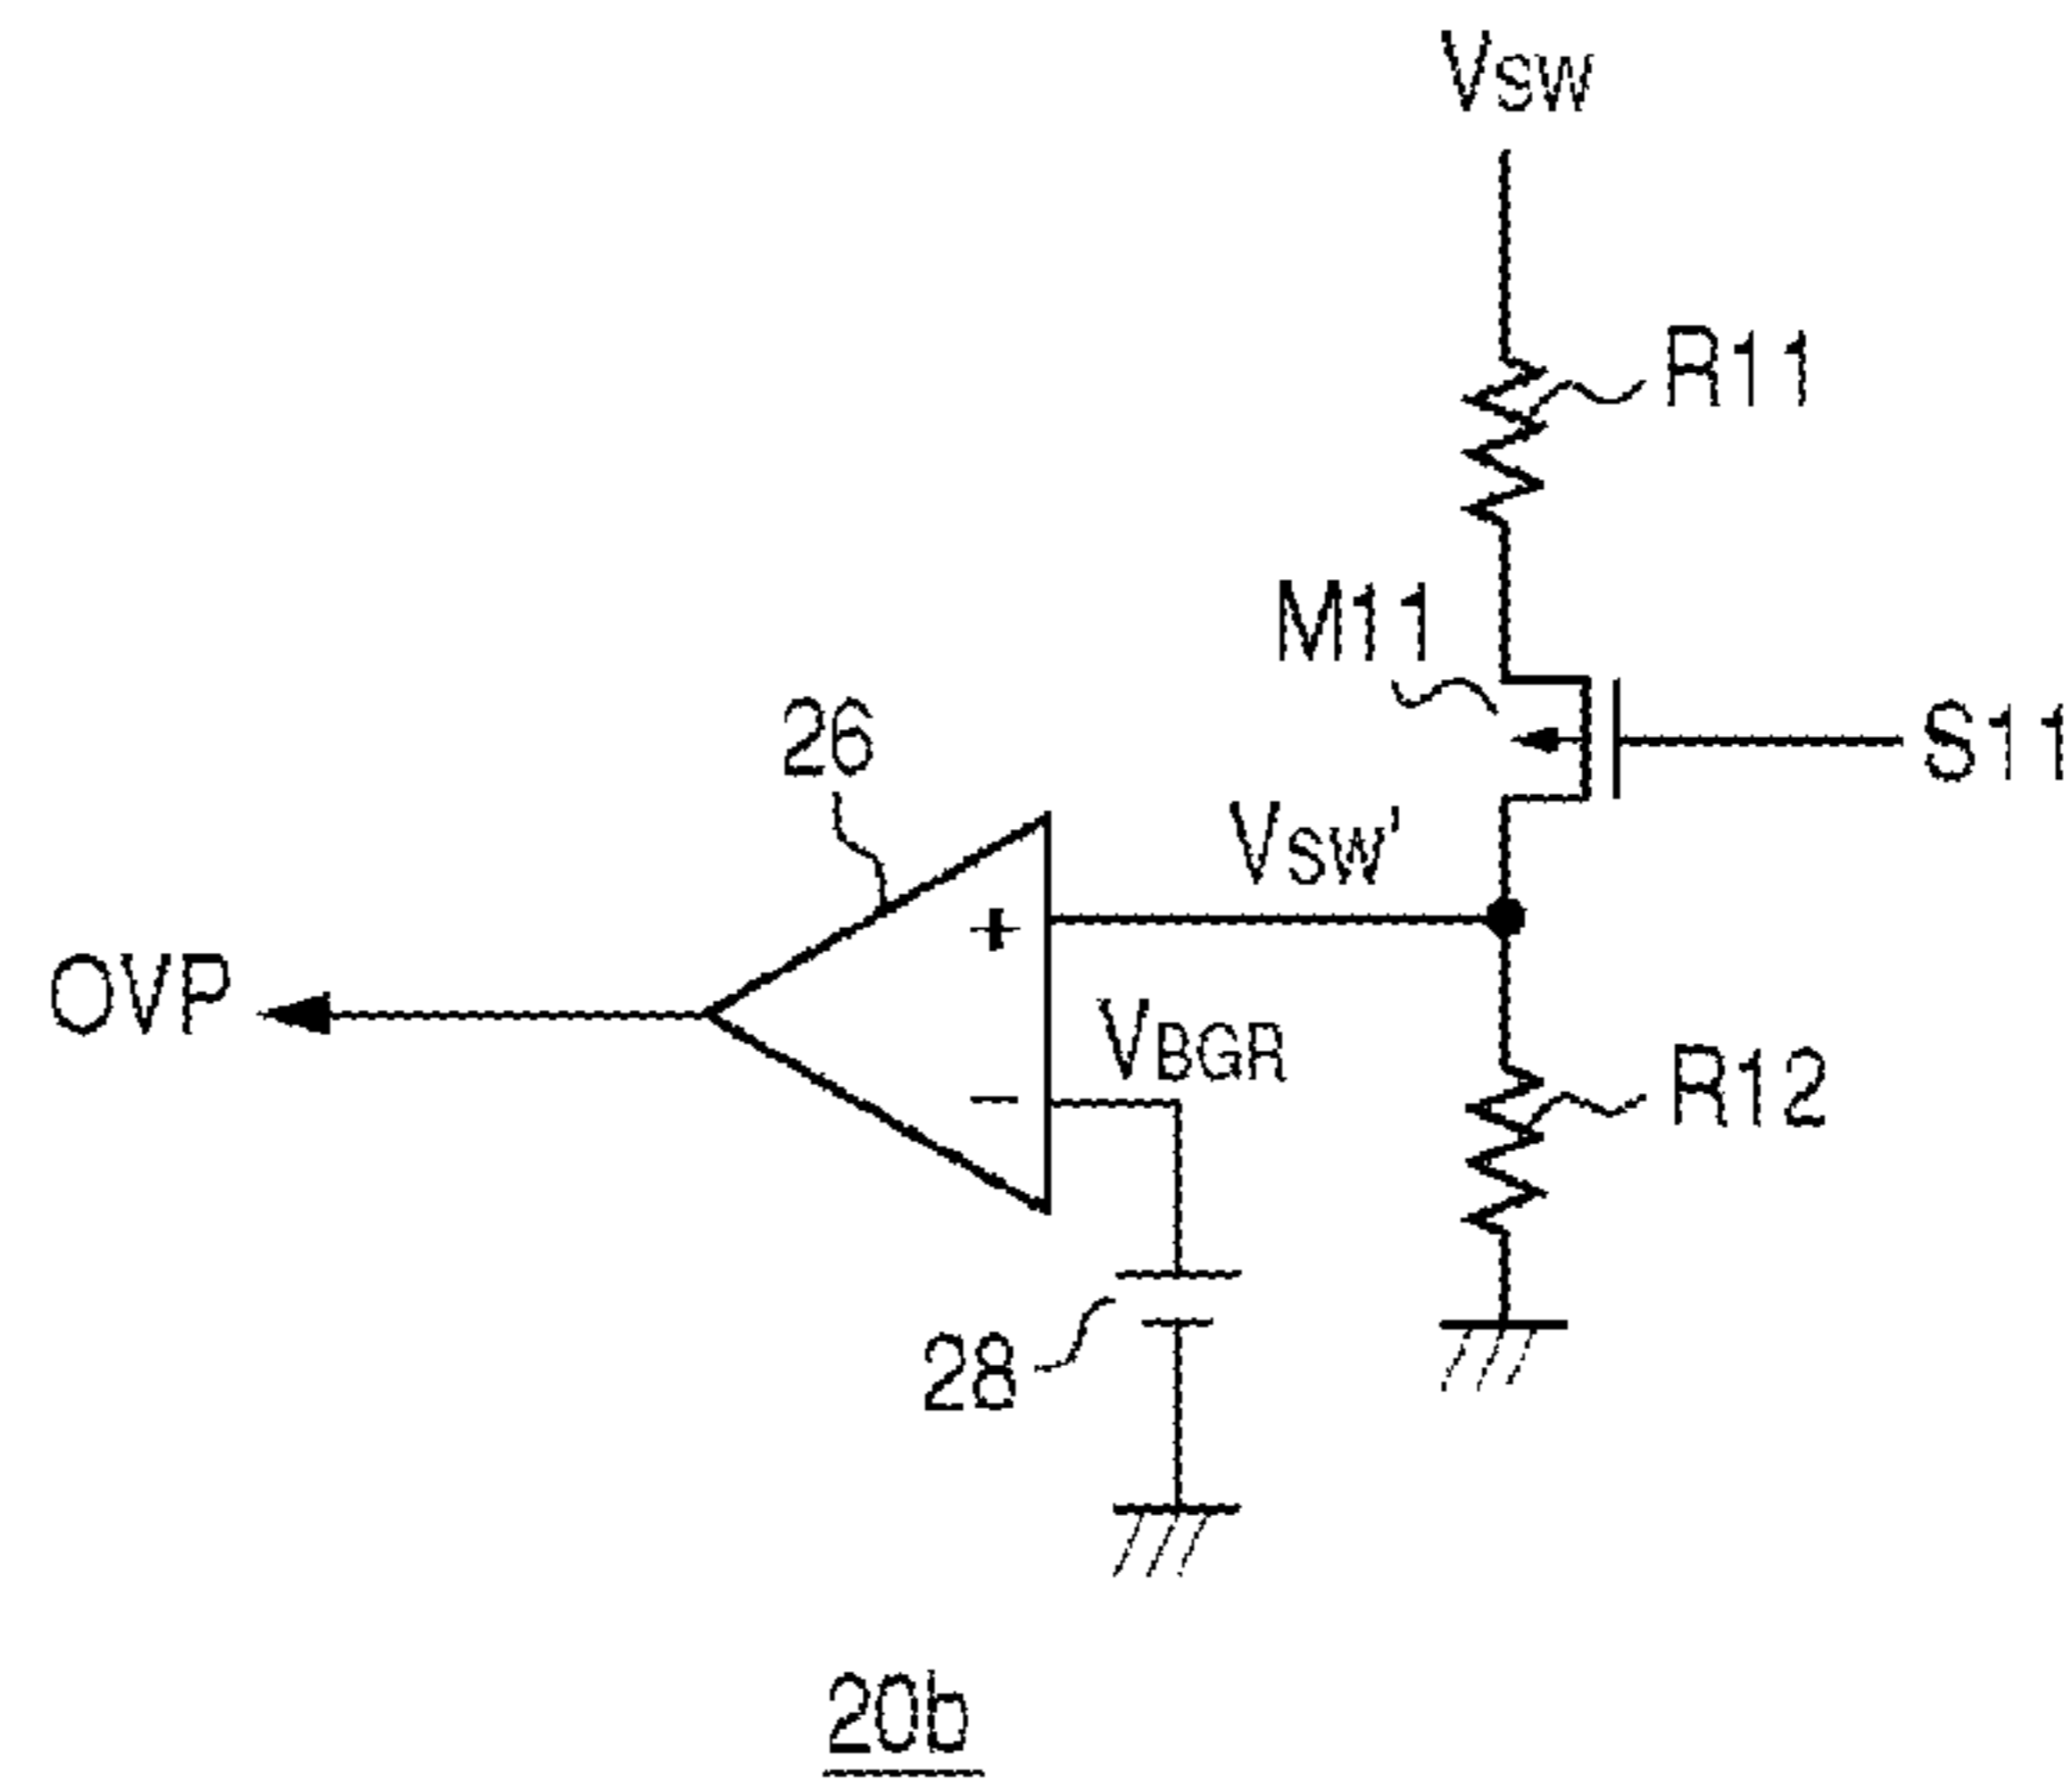 VSW
R11
M11
S11
26
VSW'
+
OVP
VBGR
−
R12
28
20b